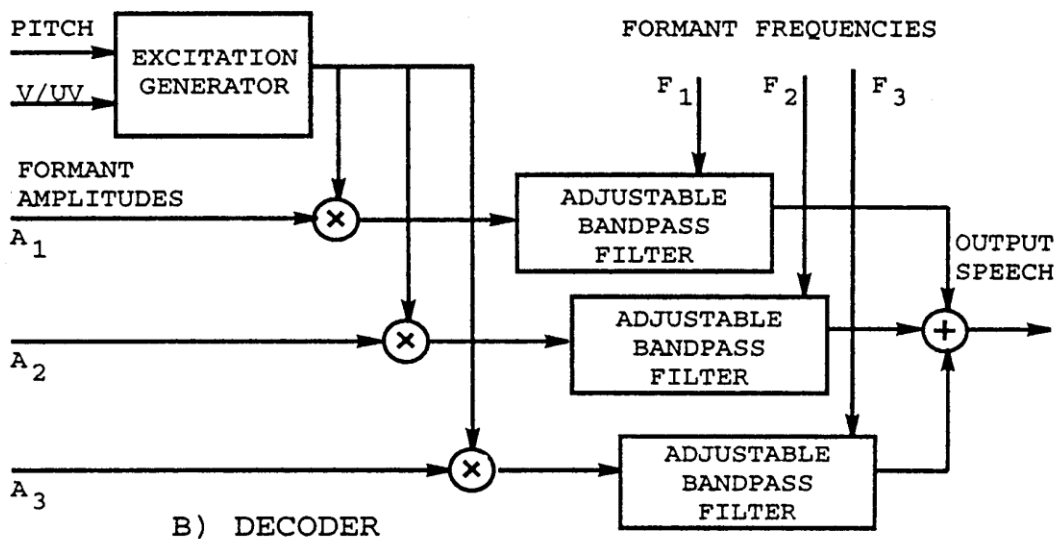 PITCH
V/UV
EXCITATION
GENERATOR
FORMANT FREQUENCIES
F1
F2
F3
FORMANT
AMPLITUDES
A1
×
ADJUSTABLE
BANDPASS
FILTER
OUTPUT
SPEECH
A2
×
ADJUSTABLE
BANDPASS
FILTER
+
A3
×
ADJUSTABLE
BANDPASS
FILTER
B) DECODER